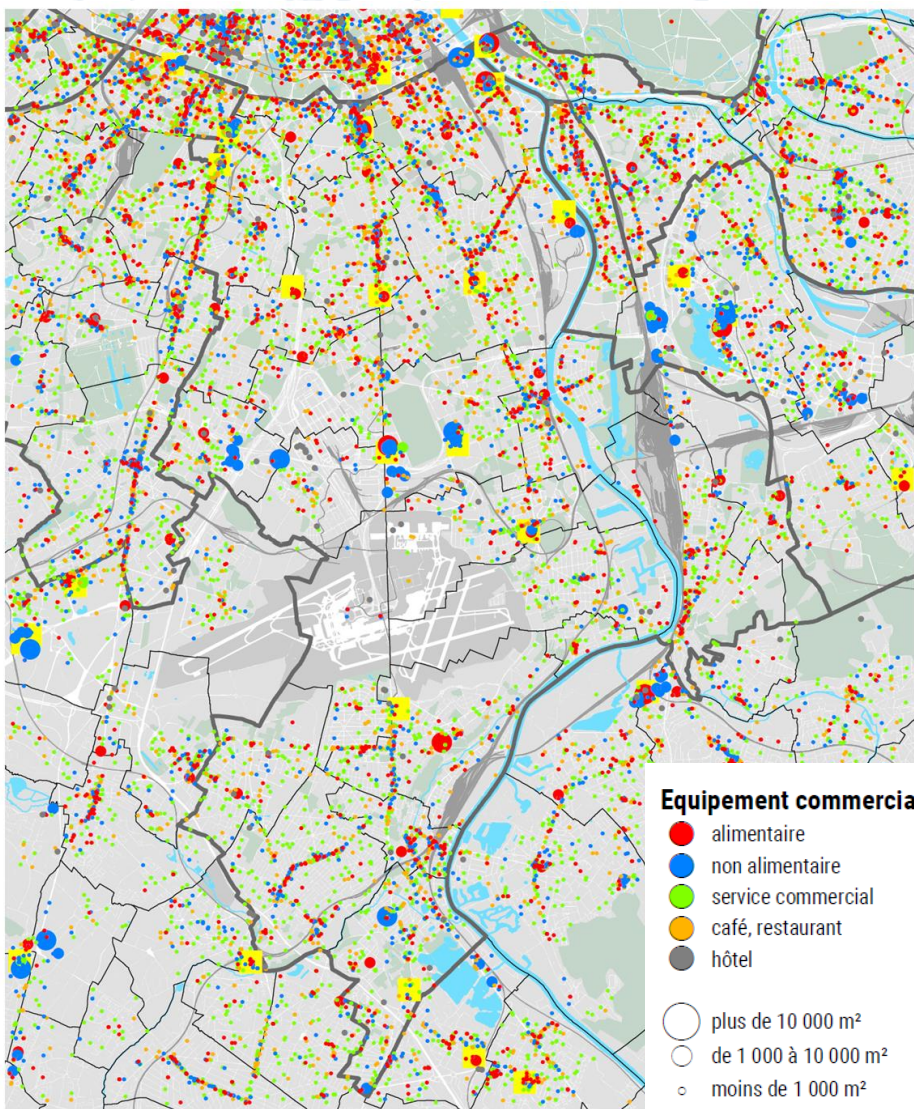 Equipement commercia
alimentaire
non alimentaire
service commercial
café, restaurant
hôtel
plus de 10 000 m²
de 1 000 à 10 000 m²
moins de 1 000 m²